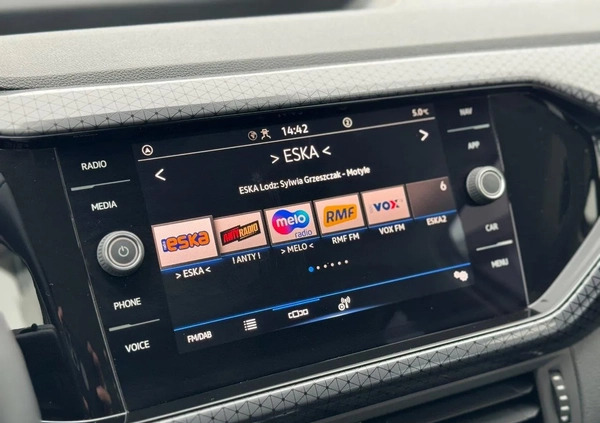 14:42
2
5.0 °C
> ESKA <
< >
ESKA Lodz: Sylwia Grzeszczak - Motyle
eska
ANTYRADIO
melo
radio
RMF
VOX
6
> ESKA <
! ANTY !
> MELO <
RMF FM
VOX FM
ESKA2
FM/DAB
RADIO
MEDIA
PHONE
VOICE
NAV
APP
CAR
MENU